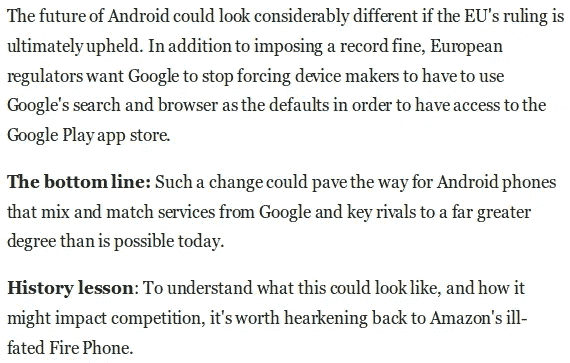 The future of Android could look considerably different if the EU's ruling is
ultimately upheld. In addition to imposing a record fine, European
regulators want Google to stop forcing device makers to have to use
Google's search and browser as the defaults in order to have access to the
Google Play app store.
The bottom line: Such a change could pave the way for Android phones
that mix and match services from Google and key rivals to a far greater
degree than is possible today.
History lesson: To understand what this could look like, and how it
might impact competition, it's worth hearkening back to Amazon's ill-
fated Fire Phone.